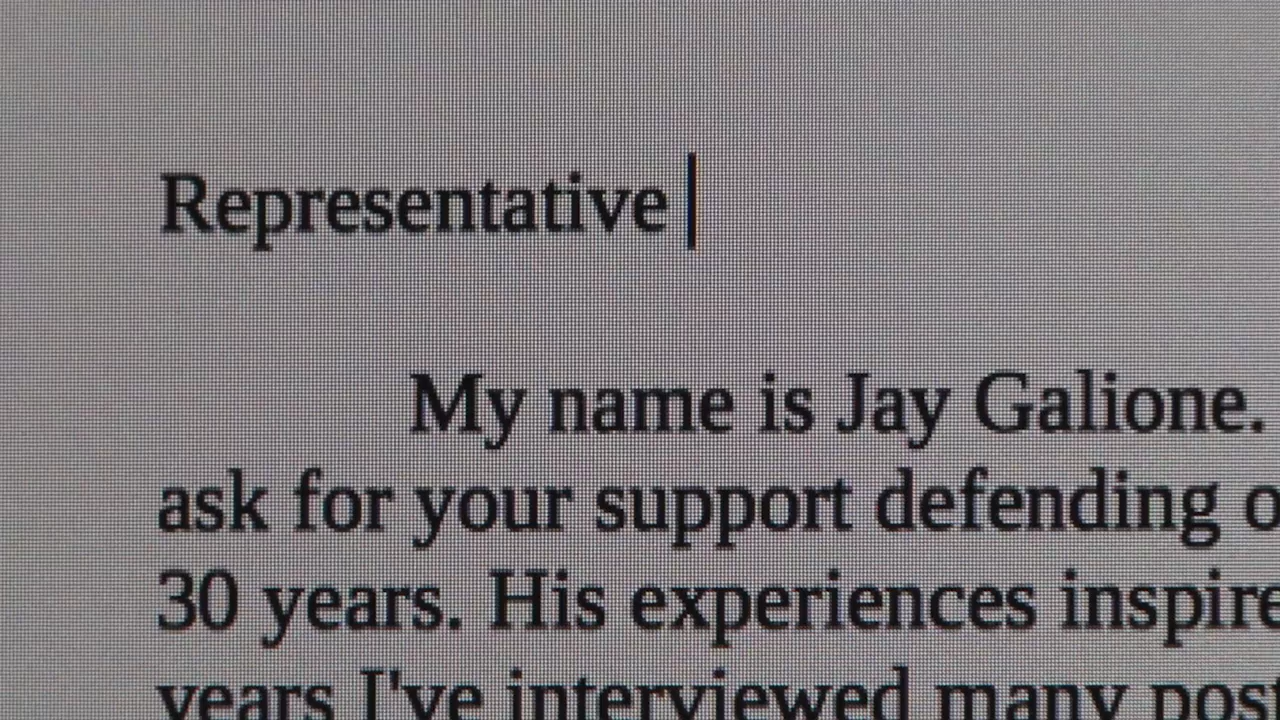 Representative
My name is Jay Galione.
ask for your support defending
30 years. His experiences
years I've interviewed many